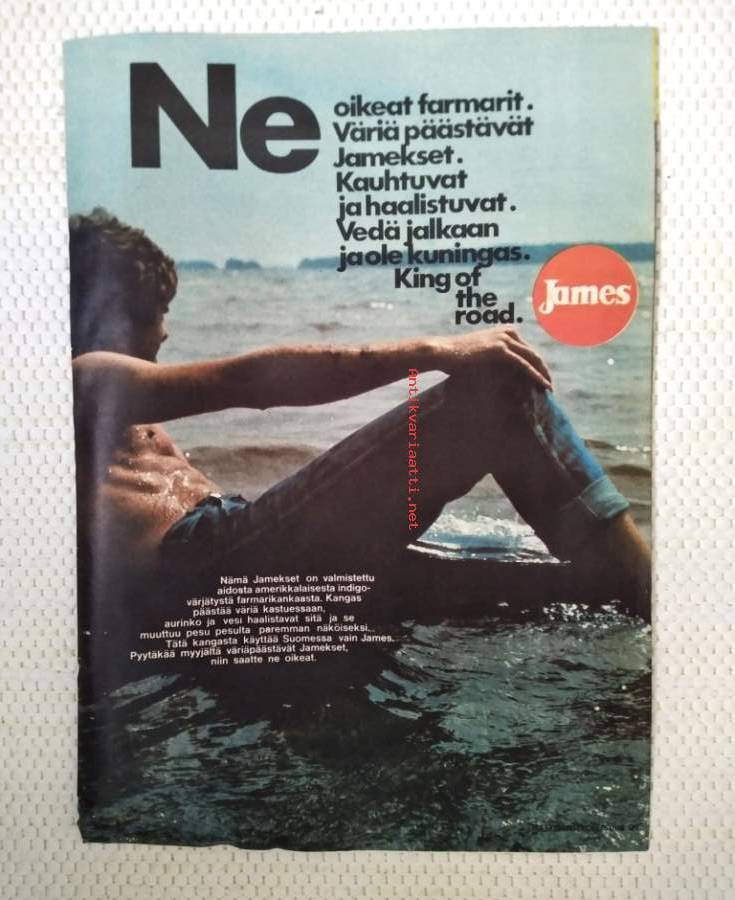 Ne
oikeat farmarit.
Väriä päästävät
Jamekset.
Kauhtuvat
ja haalistuvat.
Vedä jalkaan
ja ole kuningas.
King of
the
road.
James
Antikvariaatti.net
Nämä Jamekset on valmistettu
aidosta amerikkalaisesta indigo-
värjätystä farmarikankaasta. Kangas
päästää väriä kastuessaan,
aurinko ja vesi haalistavat sitä ja se
muuttuu pesu pesulta paremman näköiseksi.
Tätä kangasta käyttää Suomessa vain James.
Pyytäkää myyjältä väriäpäästävät Jamekset,
niin saatte ne oikeat.